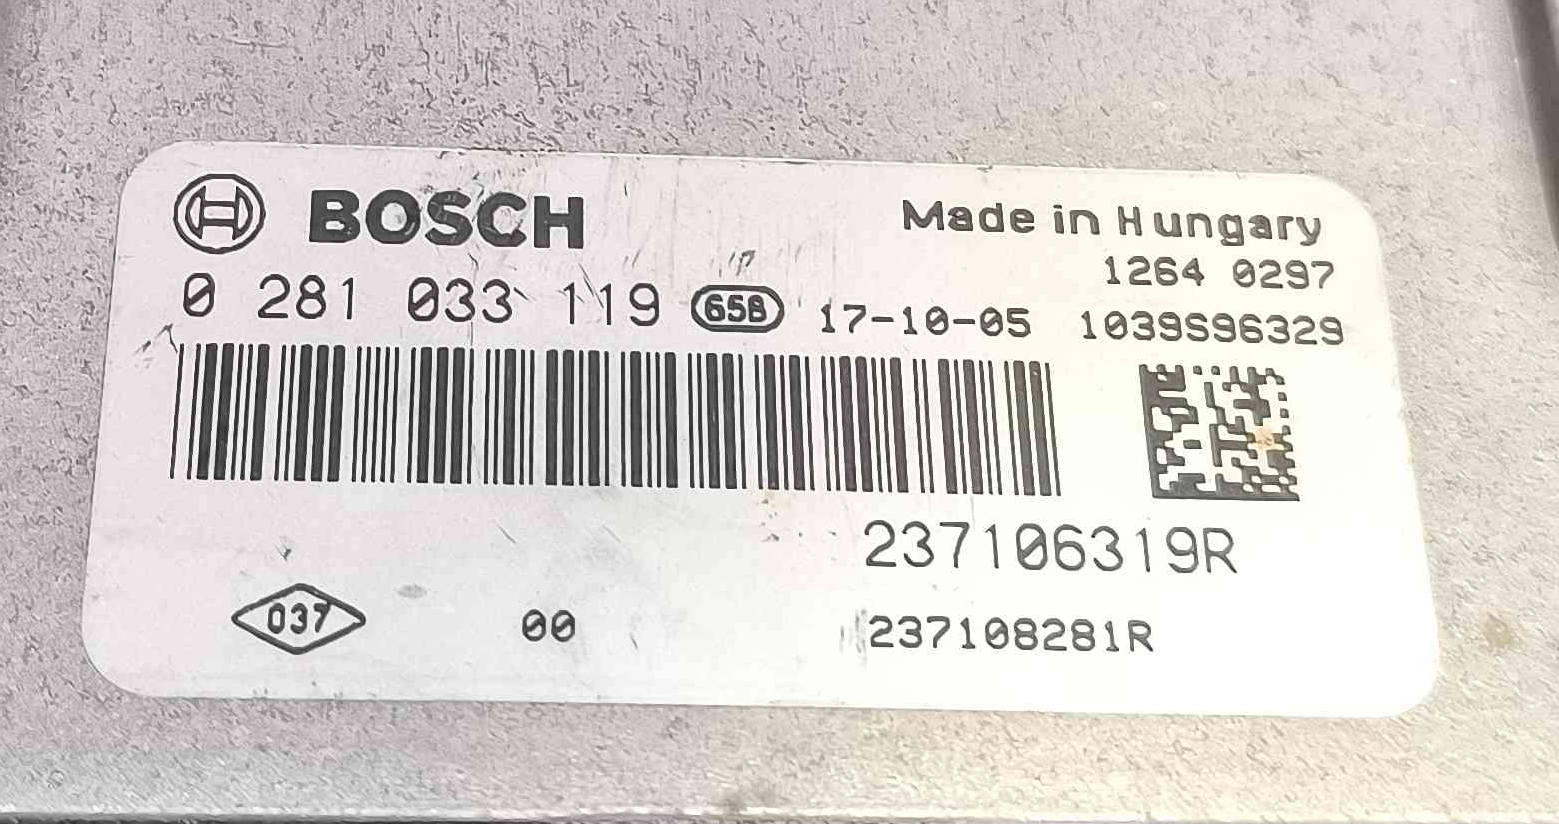 BOSCH
Made in Hungary
1264 0297
0 281 033 119 658 17-10-05 1039S96329
237106319R
037 00 237108281R